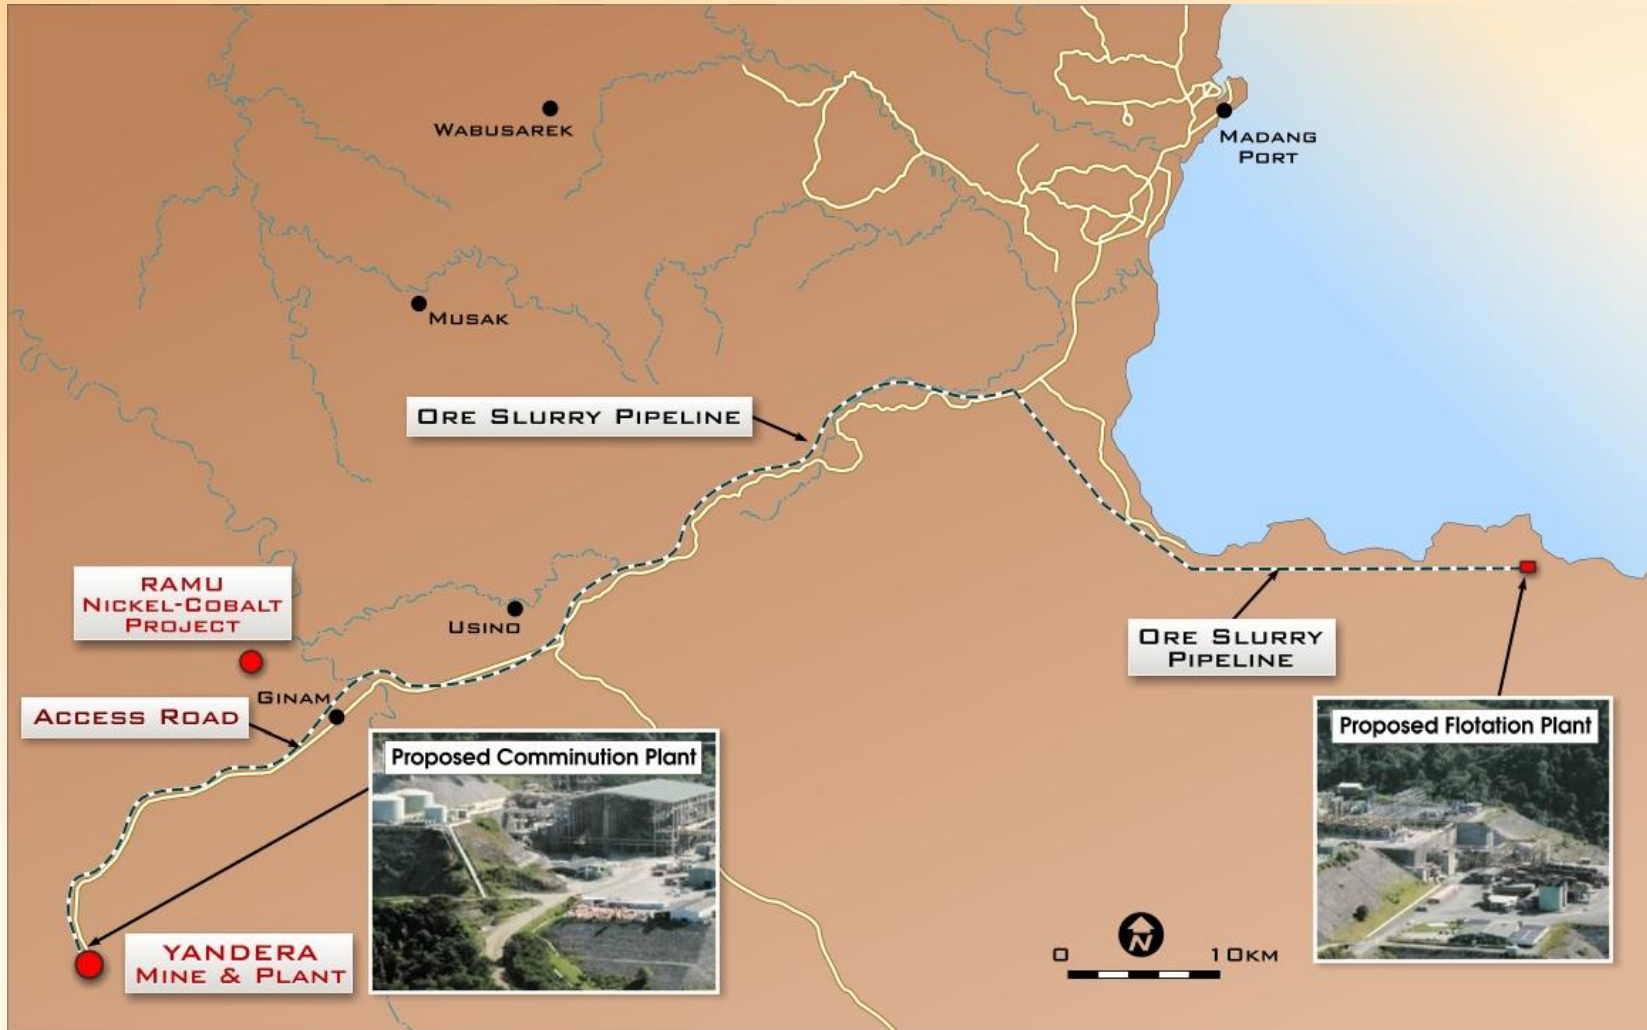 WABUSAREK
MADANG
PORT
MUSAK
ORE SLURRY PIPELINE
RAMU
NICKEL-COBALT
PROJECT
USINO
ORE SLURRY
PIPELINE
GINAM
ACCESS ROAD
Proposed Comminution Plant
Proposed Flotation Plant
YANDERA
MINE & PLANT
N
0 10KM